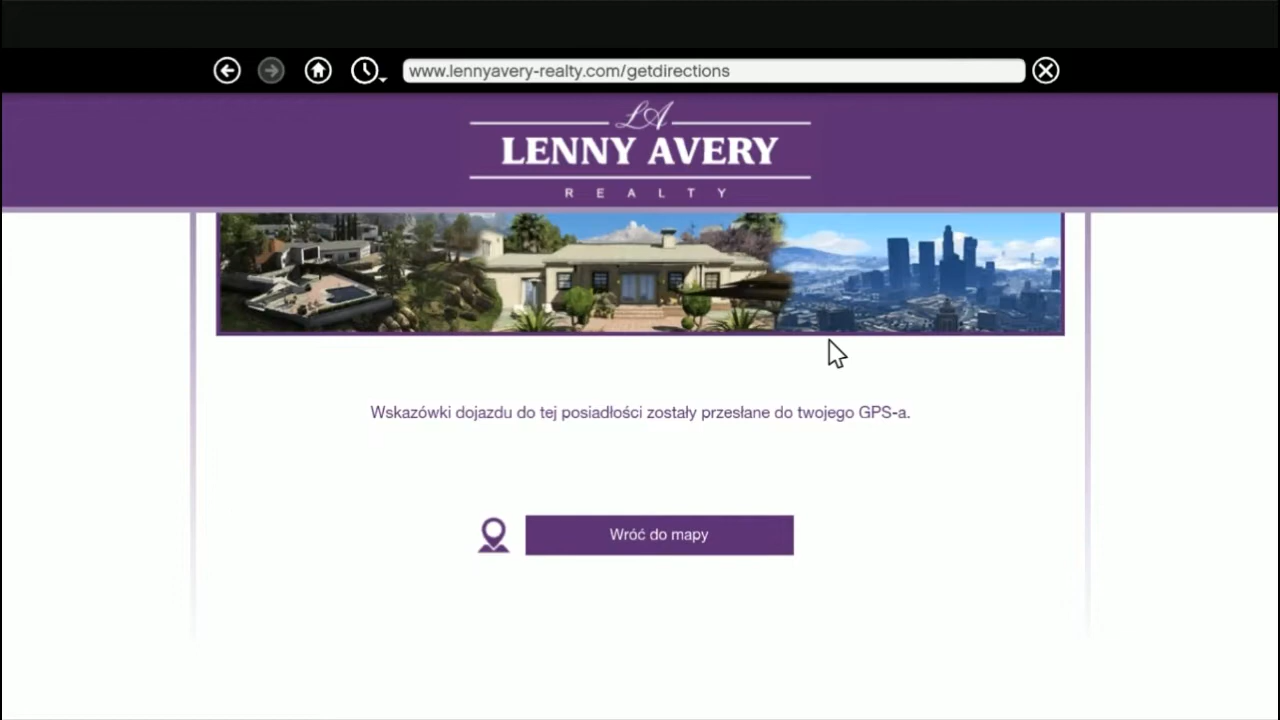 www.lennyavery-realty.com/getdirections
LA
LENNY AVERY
REALTY
Wskazówki dojazdu do tej posiadłości zostały przesłane do twojego GPS-a.
Wróć do mapy